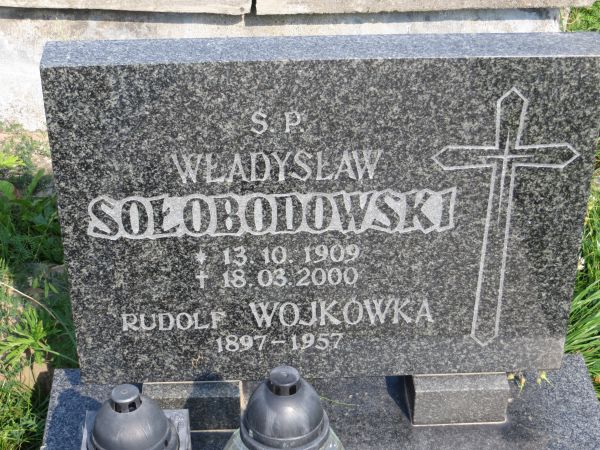 Ś. P.
WŁADYSŁAW
SOŁOBODOWSKI
* 13.10.1909
† 18.03.2000
RUDOLF WOJKÓWKA
1897-1957